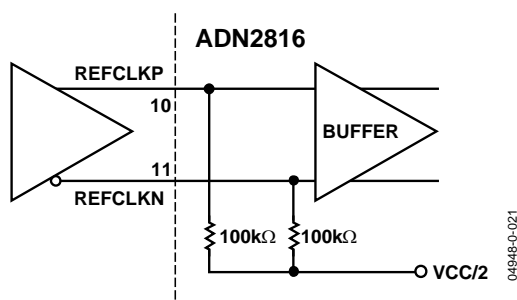 ADN2816
REFCLKP
10
BUFFER
11
REFCLKN
100kΩ
100kΩ
VCC/2
04948-0-021